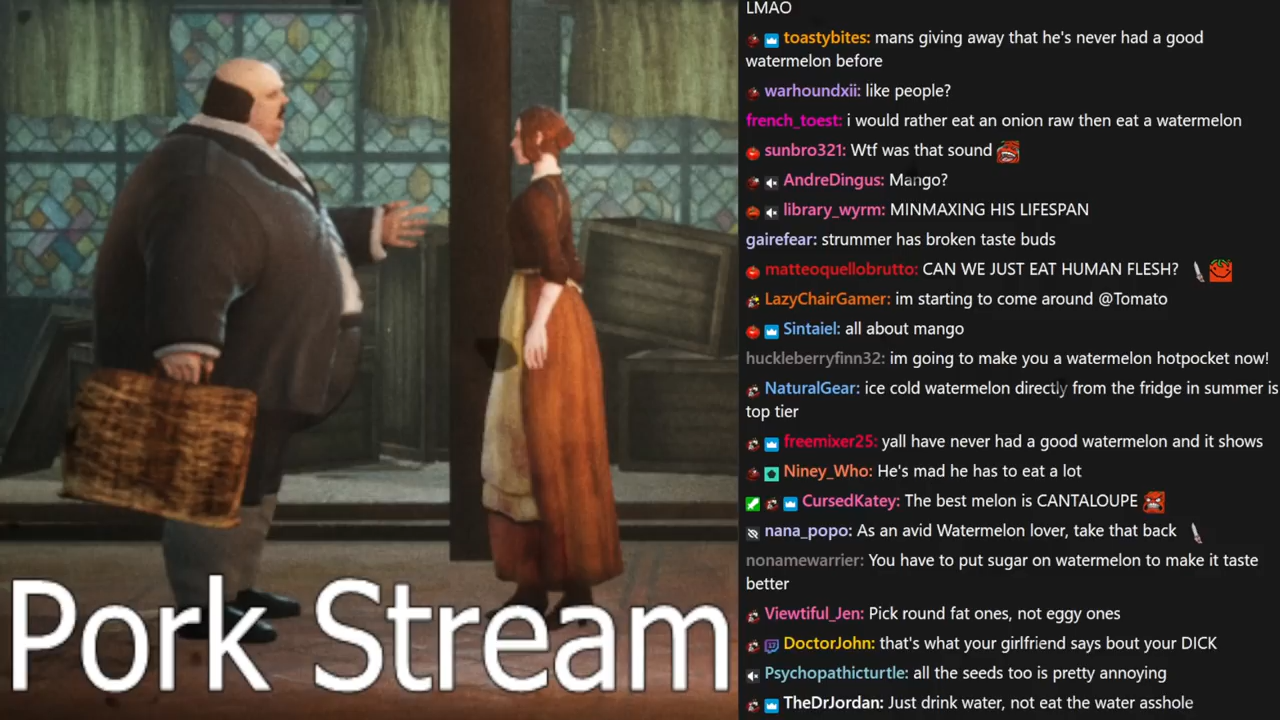 LMAO
toastybites: mans giving away that he's never had a good
watermelon before
warhoundxii: like people?
french_toest: i would rather eat an onion raw then eat a watermelon
sunbro321: Wtf was that sound
AndreDingus: Mango?
library_wyrm: MINMAXING HIS LIFESPAN
gairefear: strummer has broken taste buds
matteoquellobrutto: CAN WE JUST EAT HUMAN FLESH?
LazyChairGamer: im starting to come around @Tomato
Sintaiel: all about mango
huckleberryfinn32: im going to make you a watermelon hotpocket now!
NaturalGear: ice cold watermelon directly from the fridge in summer is
top tier
freemixer25: yall have never had a good watermelon and it shows
Niney_Who: He's mad he has to eat a lot
CursedKatey: The best melon is CANTALOUPE
nana_popo: As an avid Watermelon lover, take that back
nonamewarrier: You have to put sugar on watermelon to make it taste
better
Viewtiful_Jen: Pick round fat ones, not eggy ones
DoctorJohn: that's what your girlfriend says bout your DICK
Psychopathicturtle: all the seeds too is pretty annoying
TheDrJordan: Just drink water, not eat the water asshole
Pork Stream